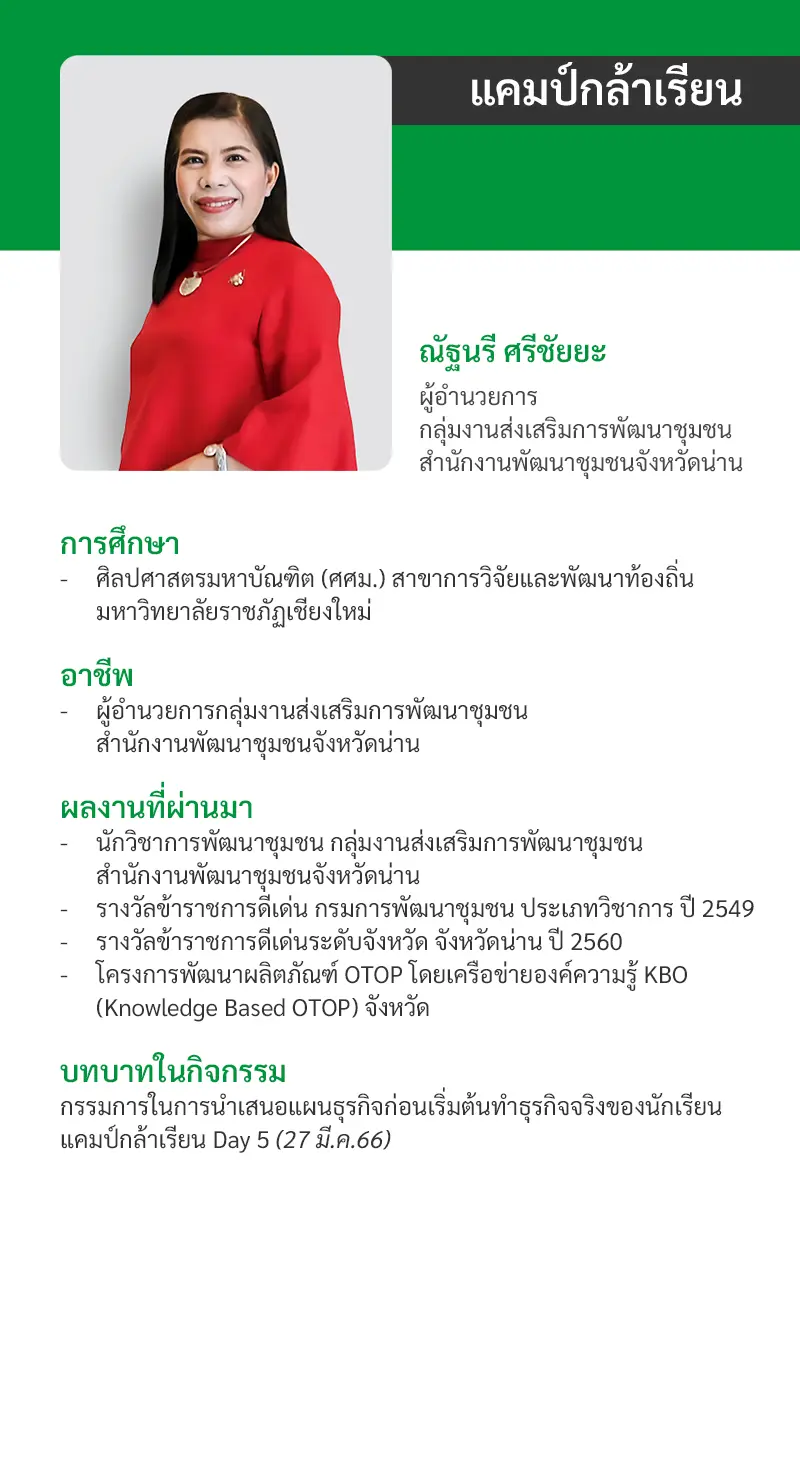 แคมป์กล้าเรียน
ณัฐนรี ศรีชัยยะ
ผู้อำนวยการ
กลุ่มงานส่งเสริมการพัฒนาชุมชน
สำนักงานพัฒนาชุมชนจังหวัดน่าน
การศึกษา
- ศิลปศาสตรมหาบัณฑิต (ศศม.) สาขาการวิจัยและพัฒนาท้องถิ่น
มหาวิทยาลัยราชภัฏเชียงใหม่
อาชีพ
- ผู้อำนวยการกลุ่มงานส่งเสริมการพัฒนาชุมชน
สำนักงานพัฒนาชุมชนจังหวัดน่าน
ผลงานที่ผ่านมา
- นักวิชาการพัฒนาชุมชน กลุ่มงานส่งเสริมการพัฒนาชุมชน
สำนักงานพัฒนาชุมชนจังหวัดน่าน
- รางวัลข้าราชการดีเด่น กรมการพัฒนาชุมชน ประเภทวิชาการ ปี 2549
- รางวัลข้าราชการดีเด่นระดับจังหวัด จังหวัดน่าน ปี 2560
- โครงการพัฒนาผลิตภัณฑ์ OTOP โดยเครือข่ายองค์ความรู้ KBO
(Knowledge Based OTOP) จังหวัด
บทบาทในกิจกรรม
กรรมการในการนำเสนอแผนธุรกิจก่อนเริ่มต้นทำธุรกิจจริงของนักเรียน
แคมป์กล้าเรียน Day 5 (27 มี.ค.66)